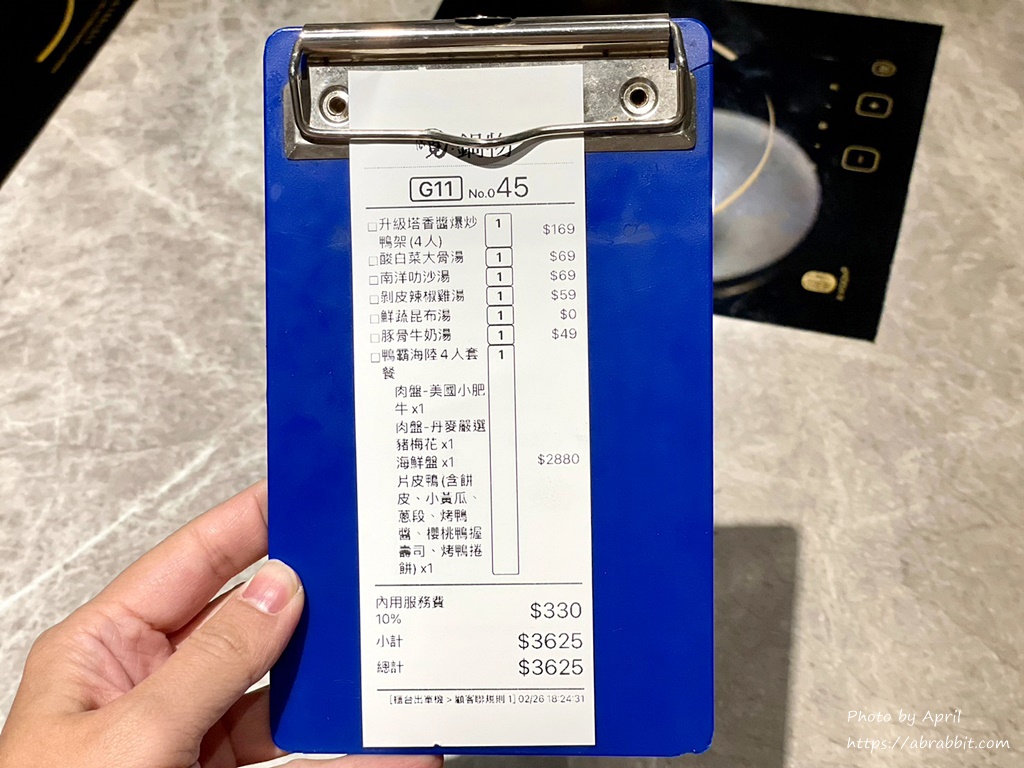 鍋物
G11 No.045
□升級塔香醬爆炒 1 $169
鴨架(4人)
□酸白菜大骨湯 1 $69
□南洋叻沙湯 1 $69
□剝皮辣椒雞湯 1 $59
□鮮蔬昆布湯 1 $0
□豚骨牛奶湯 1 $49
□鴨霸海陸4人套 1
餐
肉盤-美國小肥
牛 x1
肉盤-丹麥嚴選
豬梅花 x1
海鮮盤 x1 $2880
片皮鴨(含餅
皮、小黃瓜、
蔥段、烤鴨
醬、櫻桃鴨握
壽司、烤鴨捲
餅) x1
內用服務費 $330
10%
小計 $3625
總計 $3625
[櫃台出單機 > 顧客聯規則 1] 02/26 18:24:31
Photo by April
https://abrabbit.com